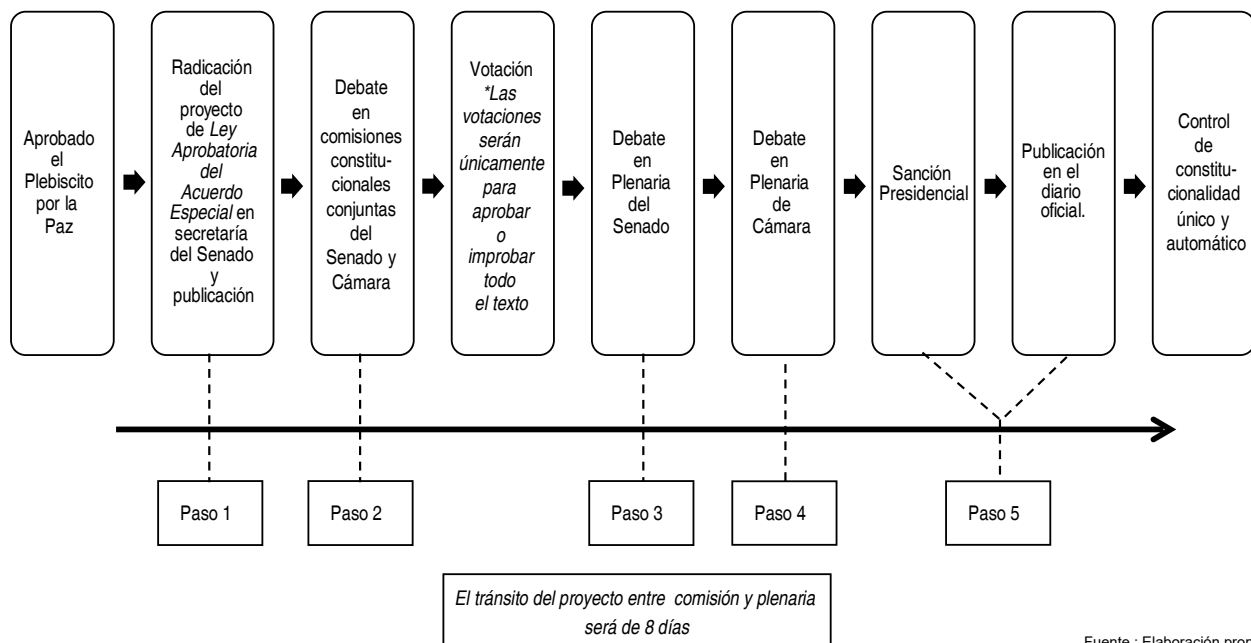 Aprobado
el
Plebiscito
por la
Paz
Radicación
del
proyecto
de Ley
Aprobatoria
del
Acuerdo
Especial en
secretaría
del Senado
y
publicación
Debate
en
comisiones
constitu-
cionales
conjuntas
del
Senado y
Cámara
Votación
*Las
votaciones
serán
únicamente
para
aprobar
o
improbar
todo
el texto
Debate
en
Plenaria
del
Senado
Debate
en
Plenaria
de
Cámara
Sanción
Presidencial
Publicación
en el
diario
oficial.
Control
de
constitu-
cionalidad
único y
automático
Paso 1
Paso 2
Paso 3
Paso 4
Paso 5
El tránsito del proyecto entre comisión y plenaria
será de 8 días
Fuente : Elaboración